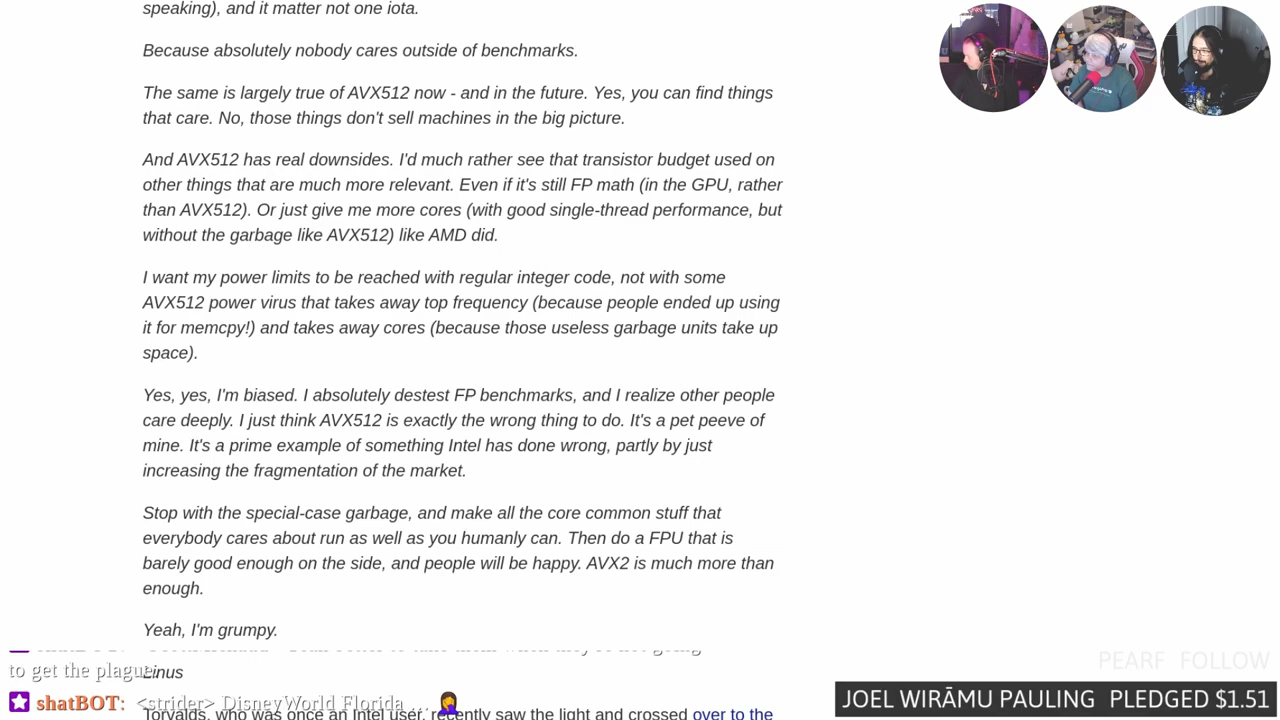 speaking), and it matter not one iota.
Because absolutely nobody cares outside of benchmarks.
The same is largely true of AVX512 now - and in the future. Yes, you can find things
that care. No, those things don't sell machines in the big picture.
And AVX512 has real downsides. I'd much rather see that transistor budget used on
other things that are much more relevant. Even if it's still FP math (in the GPU, rather
than AVX512). Or just give me more cores (with good single-thread performance, but
without the garbage like AVX512) like AMD did.
I want my power limits to be reached with regular integer code, not with some
AVX512 power virus that takes away top frequency (because people ended up using
it for memcpy!) and takes away cores (because those useless garbage units take up
space).
Yes, yes, I'm biased. I absolutely destest FP benchmarks, and I realize other people
care deeply. I just think AVX512 is exactly the wrong thing to do. It's a pet peeve of
mine. It's a prime example of something Intel has done wrong, partly by just
increasing the fragmentation of the market.
Stop with the special-case garbage, and make all the core common stuff that
everybody cares about run as well as you humanly can. Then do a FPU that is
barely good enough on the side, and people will be happy. AVX2 is much more than
enough.
Yeah, I'm grumpy.
to get the plague.
Linus
shatBOT: <strider> DisneyWorld Florida ...
Torvalds, who was once an Intel user, recently saw the light and crossed over to the
PEARF FOLLOW
JOEL WIRĀMU PAULING PLEDGED $1.51